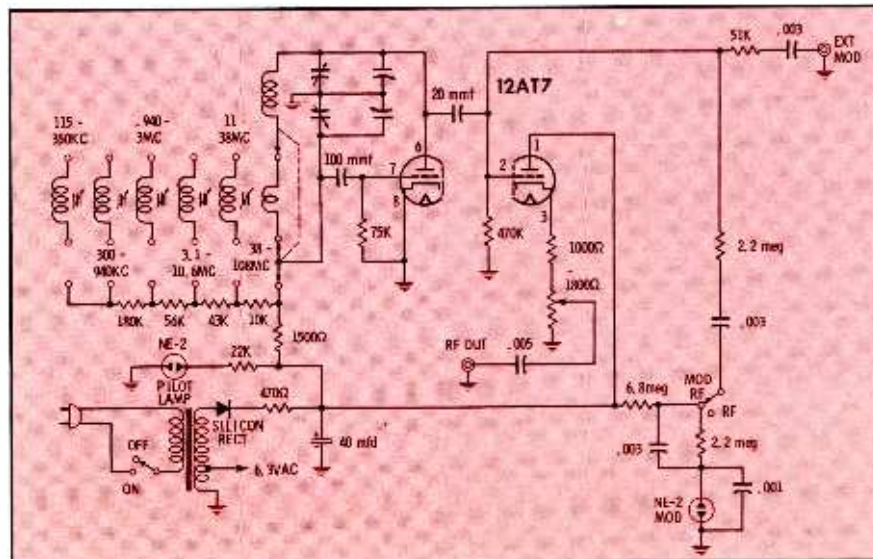 51K
.003
EXT
MOD
20 mmf
12AT7
115 -
350KC
.940-
3MC
11 -
38MC
100 mmf
6
7
8
1
2
3
75K
470K
1000Ω
1800Ω
2.2 meg
300 -
940KC
3.1 -
10.6MC
38 -
108MC
180K
56K
43K
10K
1500Ω
NE-2
22K
PILOT
LAMP
RF OUT
.005
.003
6.8meg
MOD
RF
RF
470Ω
SILICON
RECT
40 mfd
OFF
ON
6.3VAC
.003
2.2 meg
.001
NE-2
MOD